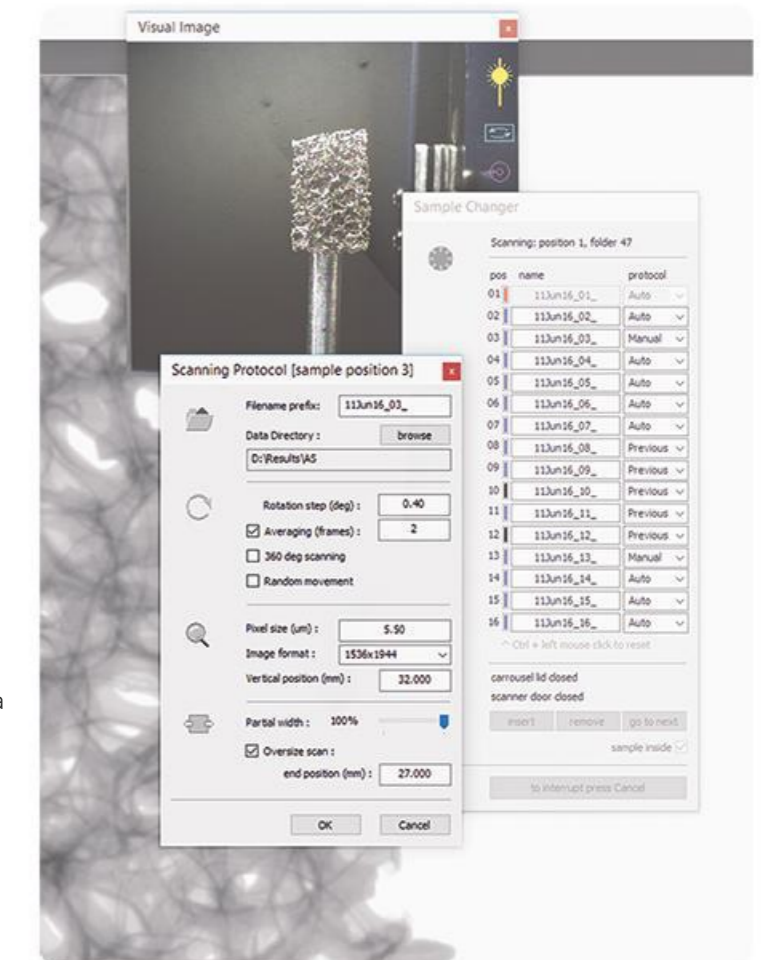 Visual Image
x
Sample Changer
Scanning: position 1, folder 47
pos name protocol
01 11Jun16_01_ Auto
02 11Jun16_02_ Auto
03 11Jun16_03_ Manual
04 11Jun16_04_ Auto
05 11Jun16_05_ Auto
06 11Jun16_06_ Auto
07 11Jun16_07_ Auto
08 11Jun16_08_ Previous
09 11Jun16_09_ Previous
10 11Jun16_10_ Previous
11 11Jun16_11_ Previous
12 11Jun16_12_ Previous
13 11Jun16_13_ Manual
14 11Jun16_14_ Auto
15 11Jun16_15_ Auto
16 11Jun16_16_ Auto
^ Ctrl + left mouse click to reset
carrousel lid closed
scanner door closed
insert remove go to next
sample inside
to interrupt press Cancel
Scanning Protocol [sample position 3]
x
Filename prefix: 11Jun16_03_
Data Directory : browse
D:\Results\A5
Rotation step (deg) : 0.40
Averaging (frames) : 2
360 deg scanning
Random movement
Pixel size (um) : 5.50
Image format : 1536x1944
Vertical position (mm) : 32.000
Partial width : 100%
Oversize scan :
end position (mm) : 27.000
OK Cancel
a